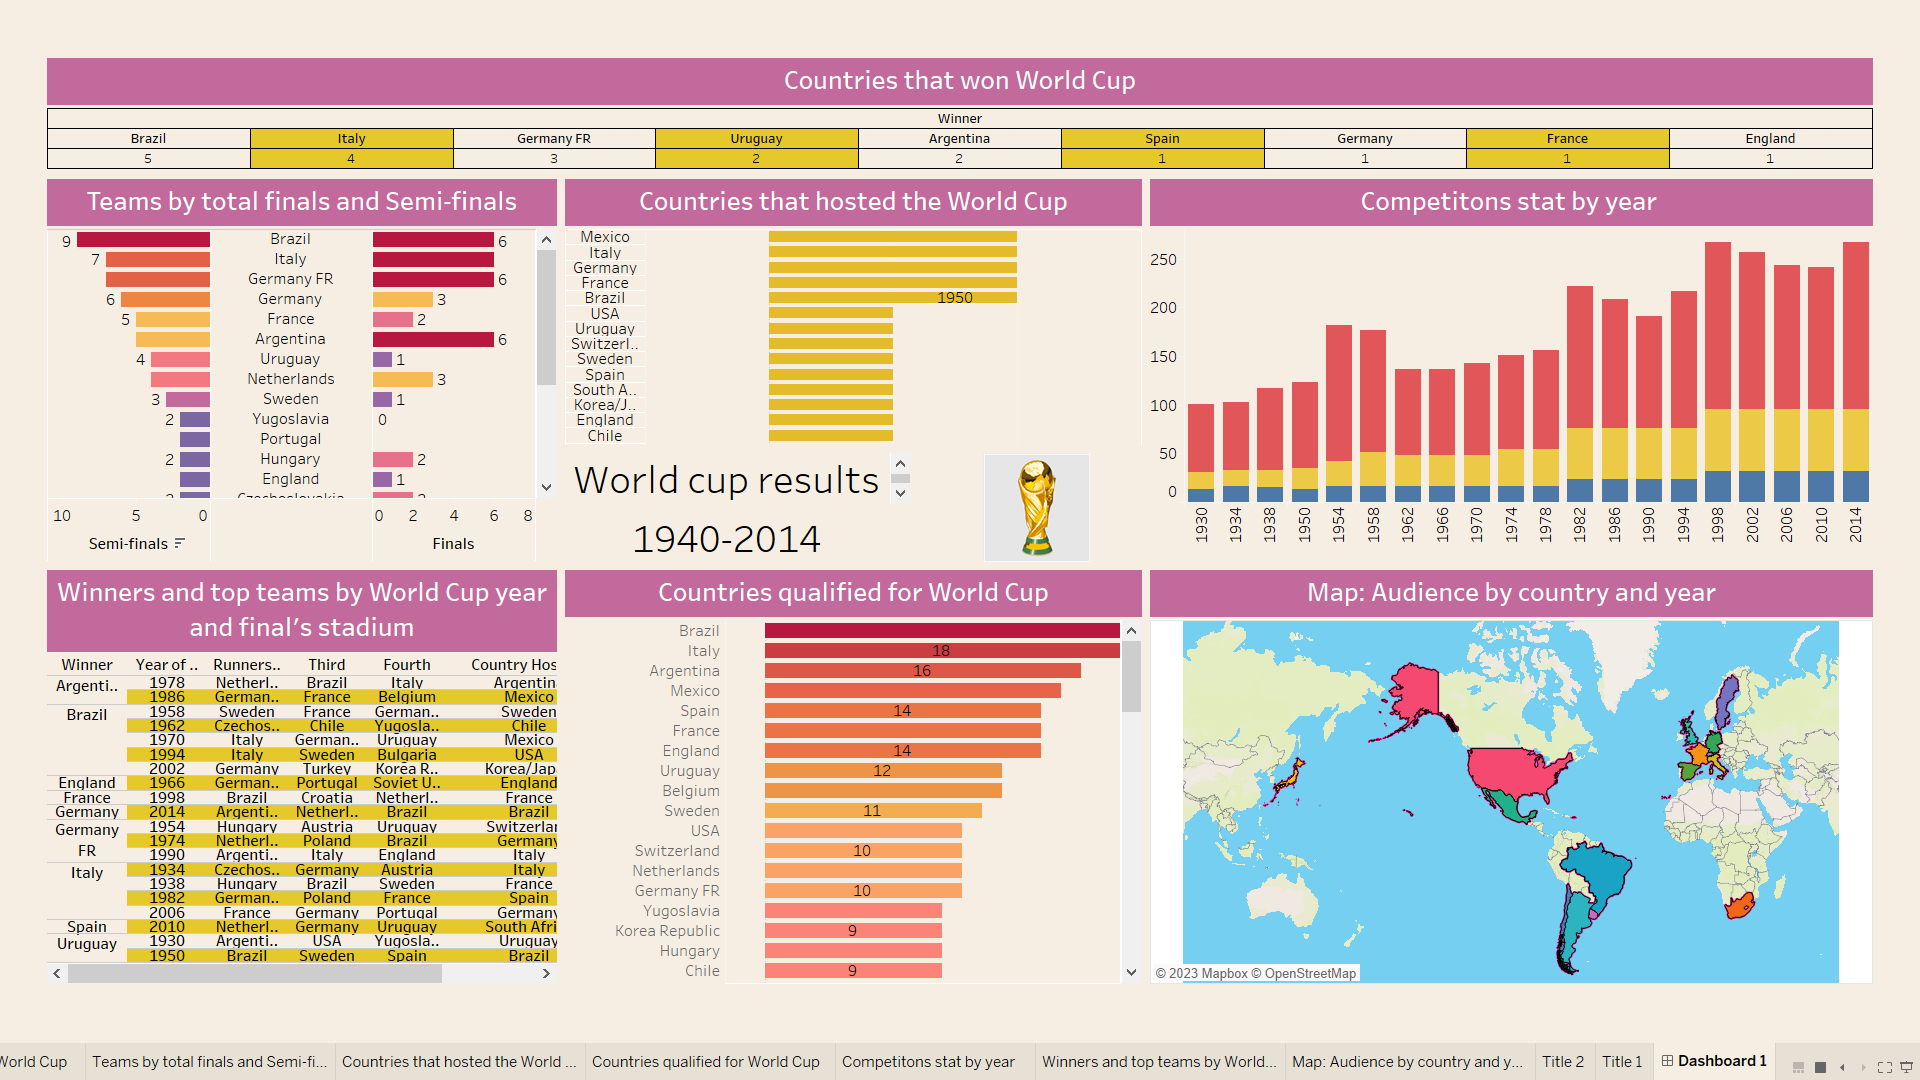 Countries that won World Cup
Winner
Brazil Italy Germany FR Uruguay Argentina Spain Germany France England
5 4 3 2 2 1 1 1 1
Teams by total finals and Semi-finals
9 Brazil 6
7 Italy
Germany FR 6
6 Germany 3
5 France 2
Argentina 6
4 Uruguay 1
Netherlands 3
3 Sweden 1
2 Yugoslavia 0
Portugal
2 Hungary 2
England 1
2 Czechoslovakia 2
10 5 0 0 2 4 6 8
Semi-finals Finals
Countries that hosted the World Cup
Mexico
Italy
Germany
France
Brazil 1950
USA
Uruguay
Switzerl..
Sweden
Spain
South A..
Korea/J..
England
Chile
World cup results
1940-2014
Competitons stat by year
250
200
150
100
50
0
1930 1934 1938 1950 1954 1958 1962 1966 1970 1974 1978 1982 1986 1990 1994 1998 2002 2006 2010 2014
Winners and top teams by World Cup year
and final's stadium
Winner Year of .. Runners.. Third Fourth Country Hos
Argenti.. 1978 Netherl.. Brazil Italy Argentin
1986 German.. France Belgium Mexico
Brazil 1958 Sweden France German.. Sweden
1962 Czechos.. Chile Yugosla.. Chile
1970 Italy German.. Uruguay Mexico
1994 Italy Sweden Bulgaria USA
2002 Germany Turkey Korea R.. Korea/Jap
England 1966 German.. Portugal Soviet U.. England
France 1998 Brazil Croatia Netherl.. France
Germany 2014 Argenti.. Netherl.. Brazil Brazil
Germany FR 1954 Hungary Austria Uruguay Switzerlan
1974 Netherl.. Poland Brazil Germany
1990 Argenti.. Italy England Italy
Italy 1934 Czechos.. Germany Austria Italy
1938 Hungary Brazil Sweden France
1982 German.. Poland France Spain
2006 France Germany Portugal Germany
Spain 2010 Netherl.. Germany Uruguay South Afri
Uruguay 1930 Argenti.. USA Yugosla.. Uruguay
1950 Brazil Sweden Spain Brazil
Countries qualified for World Cup
Brazil
Italy 18
Argentina 16
Mexico
Spain 14
France
England 14
Uruguay 12
Belgium
Sweden 11
USA
Switzerland 10
Netherlands
Germany FR 10
Yugoslavia
Korea Republic 9
Hungary
Chile 9
Map: Audience by country and year
© 2023 Mapbox © OpenStreetMap
World Cup Teams by total finals and Semi-fi... Countries that hosted the World ... Countries qualified for World Cup Competitons stat by year Winners and top teams by World... Map: Audience by country and y... Title 2 Title 1 Dashboard 1